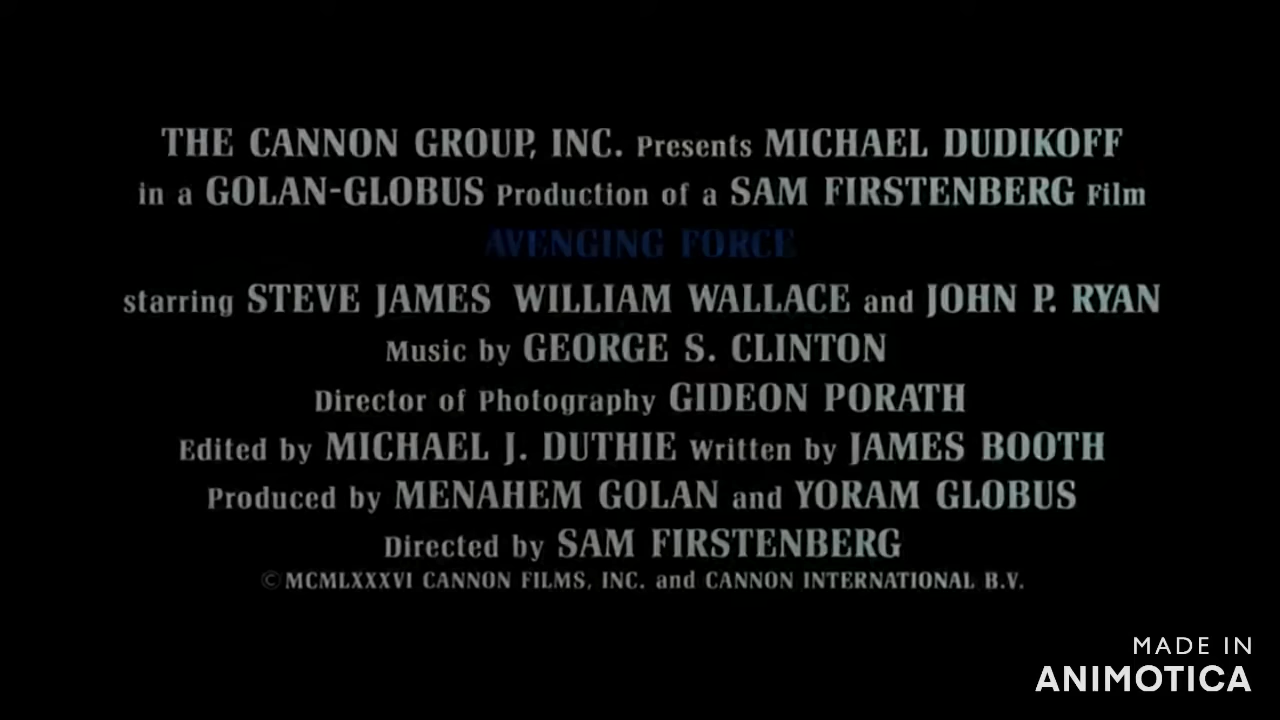 THE CANNON GROUP, INC. Presents MICHAEL DUDIKOFF
in a GOLAN-GLOBUS Production of a SAM FIRSTENBERG Film
AVENGING FORCE
starring STEVE JAMES WILLIAM WALLACE and JOHN P. RYAN
Music by GEORGE S. CLINTON
Director of Photography GIDEON PORATH
Edited by MICHAEL J. DUTHIE Written by JAMES BOOTH
Produced by MENAHEM GOLAN and YORAM GLOBUS
Directed by SAM FIRSTENBERG
©MCMLXXXVI CANNON FILMS, INC. and CANNON INTERNATIONAL B.V.
MADE IN
ANIMOTICA